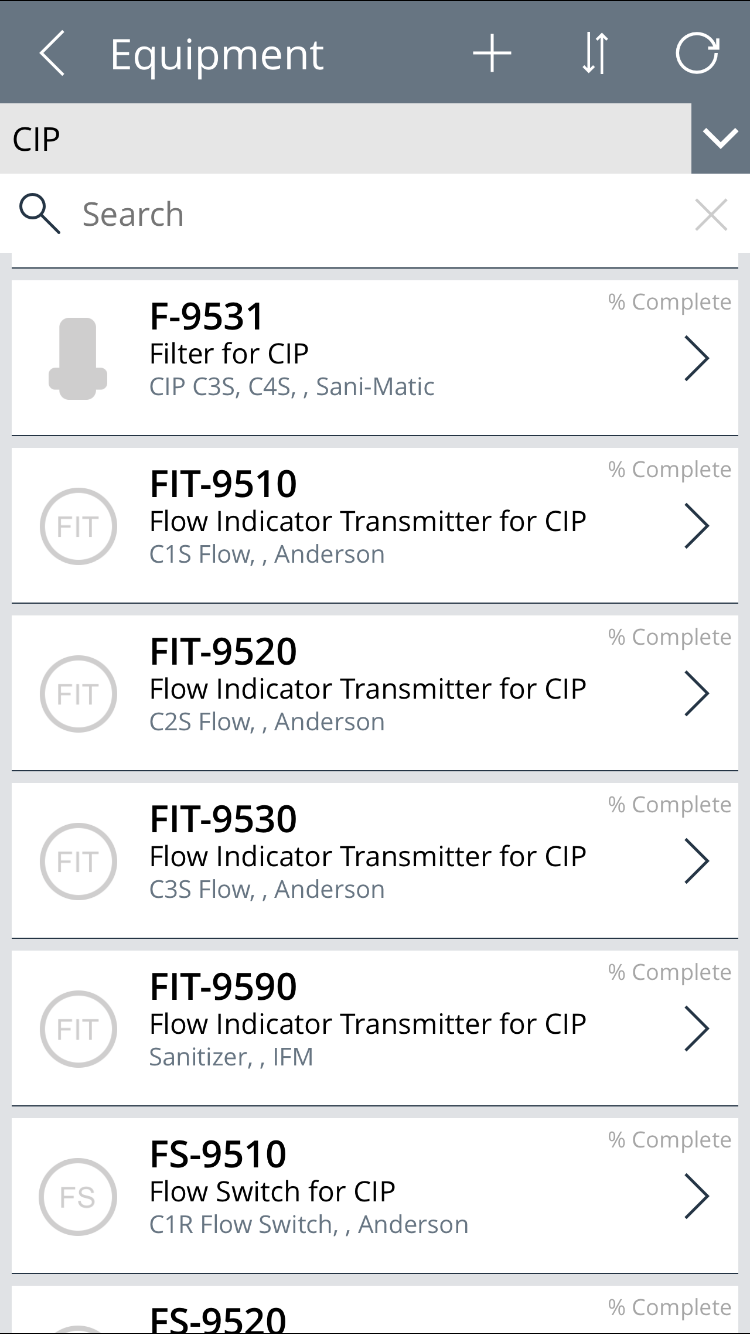 Equipment
CIP
Search
% Complete
F-9531
Filter for CIP
CIP C3S, C4S, , Sani-Matic
% Complete
FIT-9510
FIT
Flow Indicator Transmitter for CIP
C1S Flow, , Anderson
% Complete
FIT-9520
FIT
Flow Indicator Transmitter for CIP
C2S Flow, , Anderson
% Complete
FIT-9530
FIT
Flow Indicator Transmitter for CIP
C3S Flow, , Anderson
% Complete
FIT-9590
FIT
Flow Indicator Transmitter for CIP
Sanitizer, , IFM
% Complete
FS-9510
FS
Flow Switch for CIP
C1R Flow Switch, , Anderson
% Complete
FS-9520